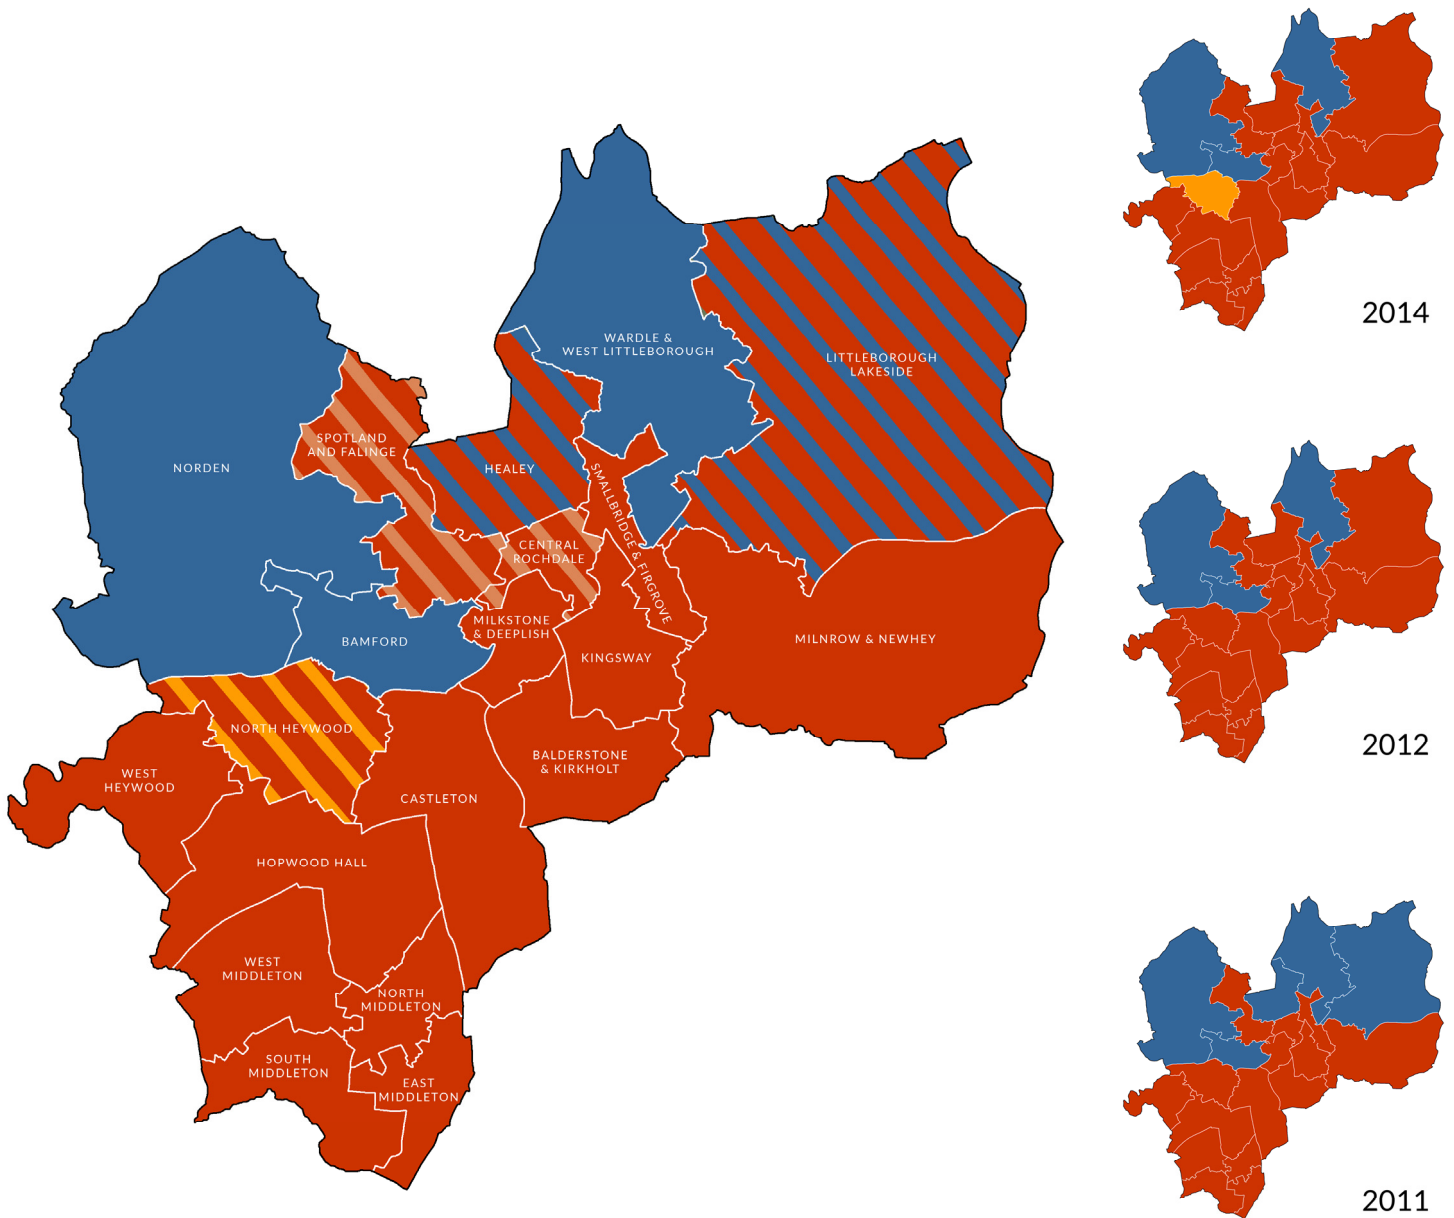 2014
WARDLE &
WEST LITTLEBOROUGH
LITTLEBOROUGH
LAKESIDE
SPOTLAND
AND FALINGE
NORDEN
HEALEY
SMALLBRIDGE & FIRGROVE
CENTRAL
ROCHDALE
MILKSTONE
& DEEPLISH
BAMFORD
KINGSWAY
MILNROW & NEWHEY
NORTH HEYWOOD
2012
WEST
HEYWOOD
BALDERSTONE
& KIRKHOLT
CASTLETON
HOPWOOD HALL
WEST
MIDDLETON
NORTH
MIDDLETON
SOUTH
MIDDLETON
EAST
MIDDLETON
2011